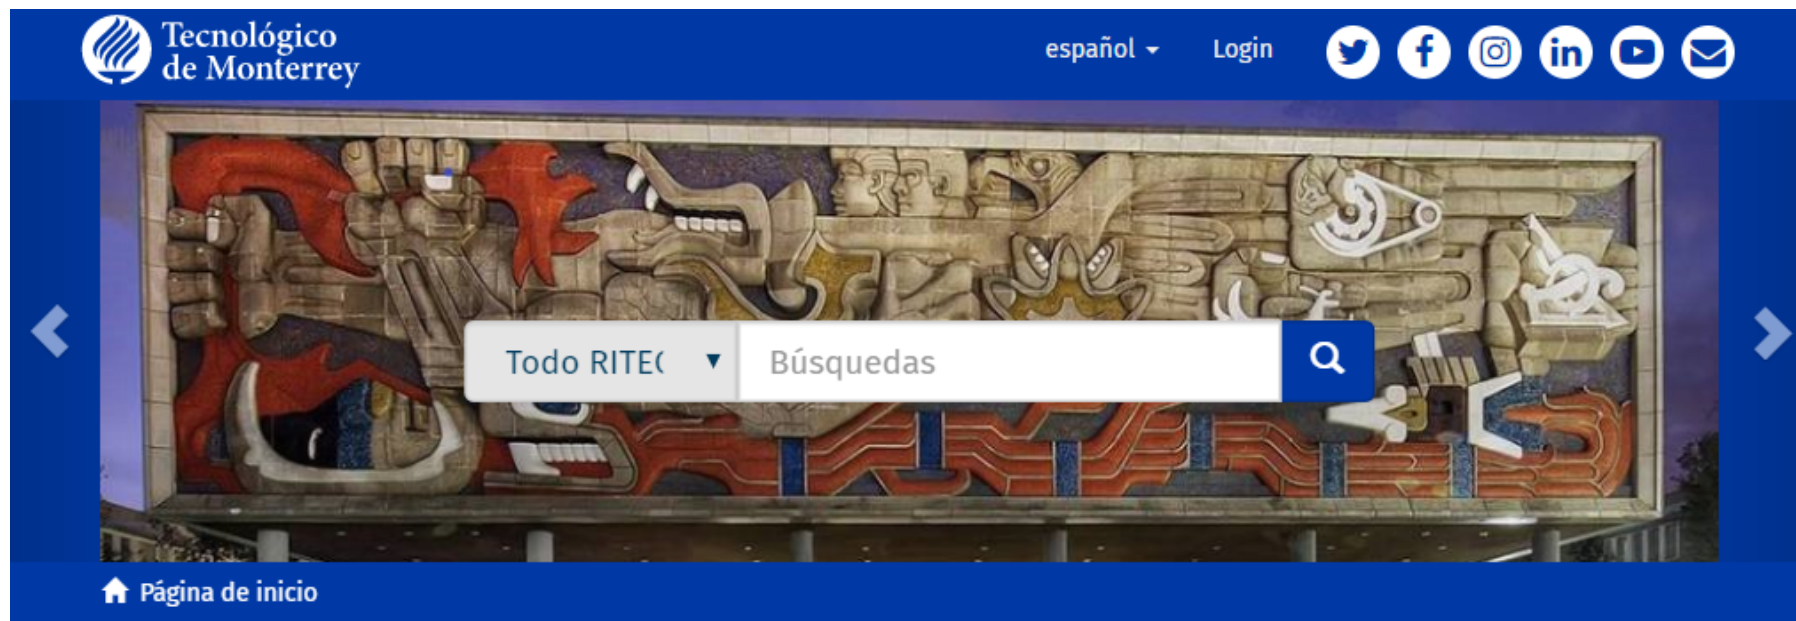 Tecnológico
de Monterrey
español
Login
Todo RITE
Búsquedas
Página de inicio